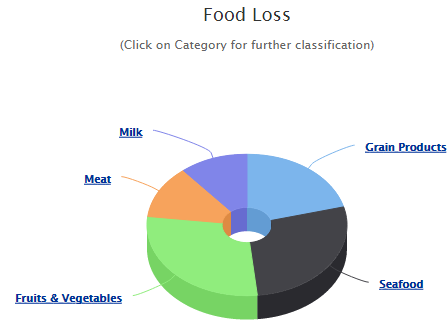 Food Loss
(Click on Category for further classification)
Milk
Grain Products
Meat
Seafood
Fruits & Vegetables